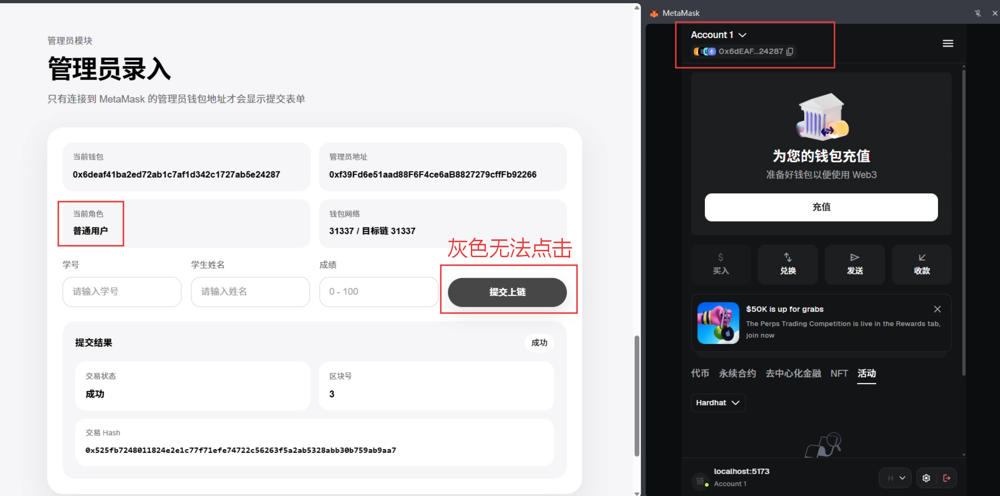 管理员模块
管理员录入
只有连接到 MetaMask 的管理员钱包地址才会显示提交表单
当前钱包
0x6deaf41ba2ed72ab1c7af1d342c1727ab5e24287
管理员地址
0xf39Fd6e51aad88F6F4ce6aB8827279cffFb92266
当前角色
普通用户
钱包网络
31337 / 目标链 31337
灰色无法点击
学号
请输入学号
学生姓名
请输入姓名
成绩
0 - 100
提交上链
提交结果
成功
交易状态
成功
区块号
3
交易 Hash
0x525fb7248011824e2e1c77f71efe74722c56263f5a2ab5328abb30b759ab9aa7
MetaMask
Account 1
0x6dEAF...24287
为您的钱包充值
准备好钱包以便使用 Web3
充值
买入
兑换
发送
收款
$50K is up for grabs
The Perps Trading Competition is live in the Rewards tab,
join now
代币
永续合约
去中心化金融
NFT
活动
Hardhat
链
localhost:5173
Account 1
H